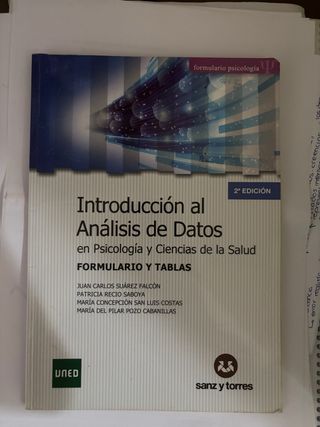 formulario psicología
2ª EDICIÓN
Introducción al
Análisis de Datos
en Psicología y Ciencias de la Salud
FORMULARIO Y TABLAS
JUAN CARLOS SUÁREZ FALCÓN
PATRICIA RECIO SABOYA
MARÍA CONCEPCIÓN SAN LUIS COSTAS
MARÍA DEL PILAR POZO CABANILLAS
UNED
sanz y torres